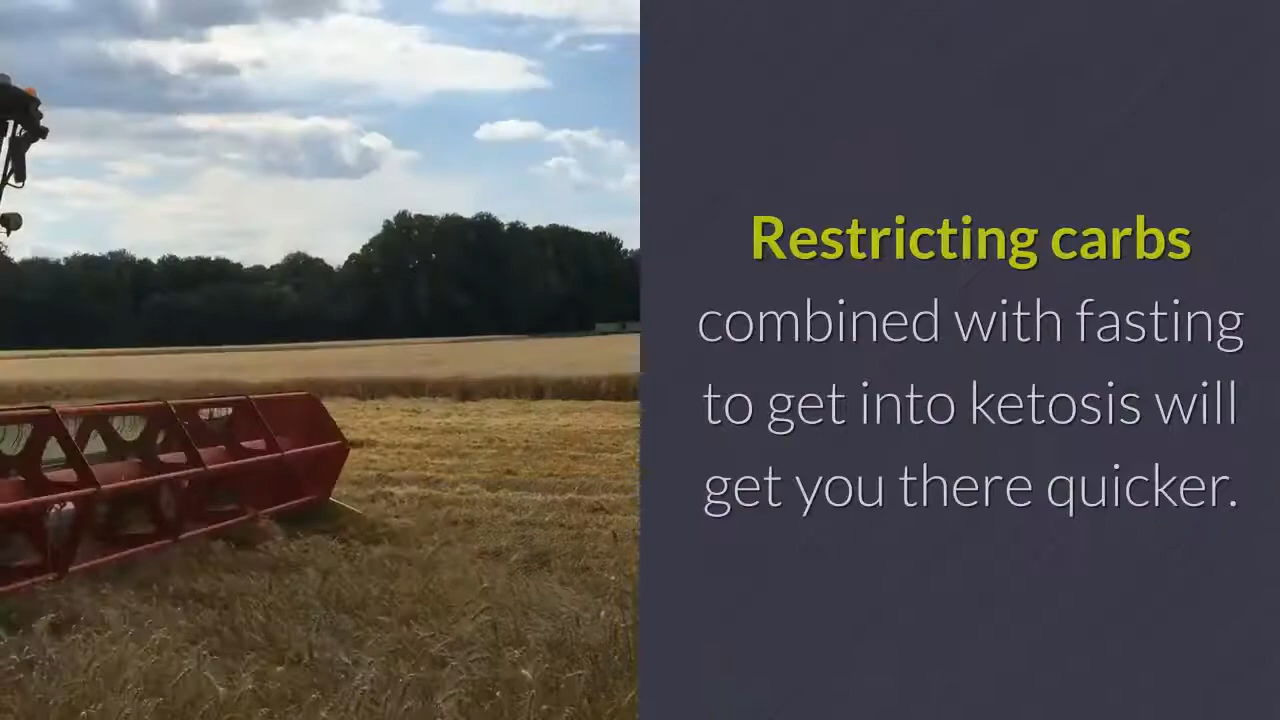 Restricting carbs
combined with fasting
to get into ketosis will
get you there quicker.